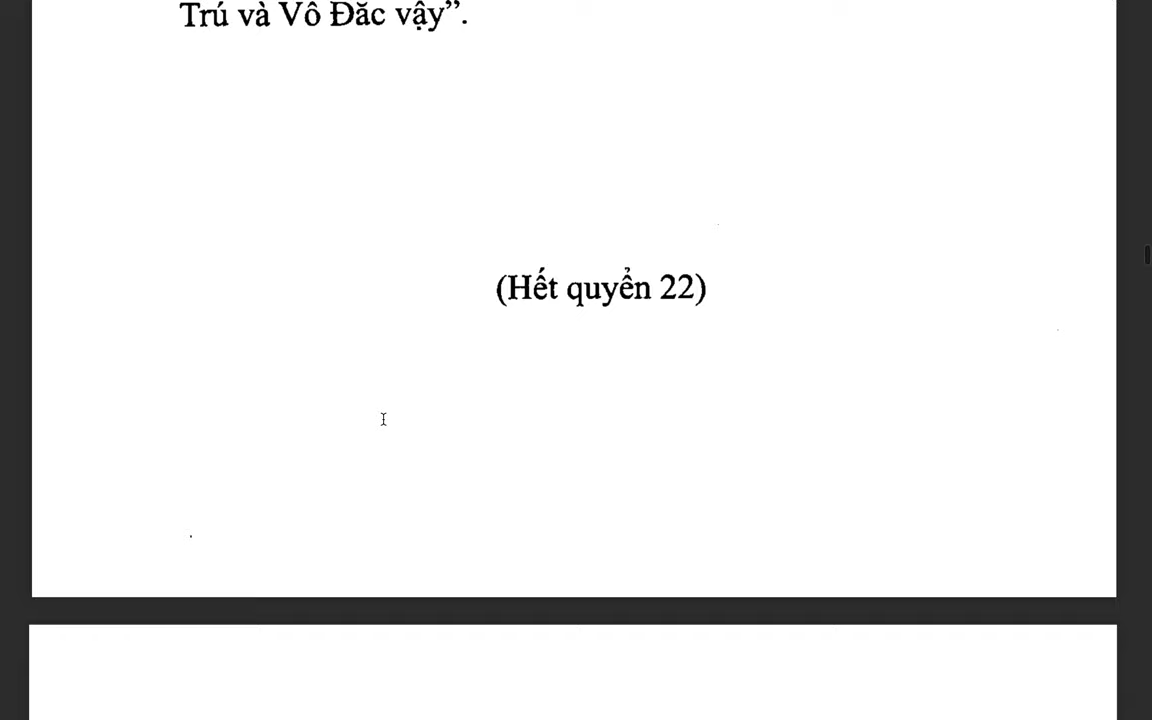 Trú và Vô Đắc vậy”.
(Hết quyển 22)